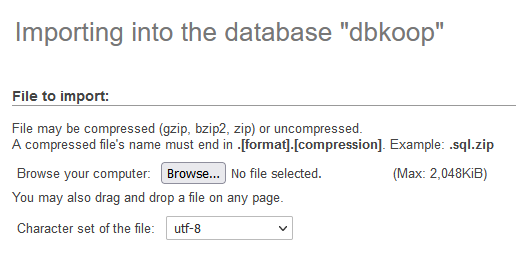 Importing into the database "dbkoop"
File to import:
File may be compressed (gzip, bzip2, zip) or uncompressed.
A compressed file's name must end in .[format].[compression]. Example: .sql.zip
Browse your computer: Browse... No file selected. (Max: 2,048KiB)
You may also drag and drop a file on any page.
Character set of the file: utf-8